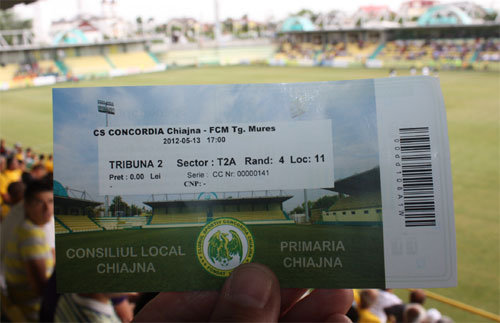 CS CONCORDIA Chiajna - FCM Tg. Mures
2012-05-13 17:00
TRIBUNA 2 Sector : T2A Rand: 4 Loc: 11
Pret : 0.00 Lei Serie : CC Nr: 00000141
CNP: -
CONSILIUL LOCAL
CHIAJNA
PRIMARIA
CHIAJNA